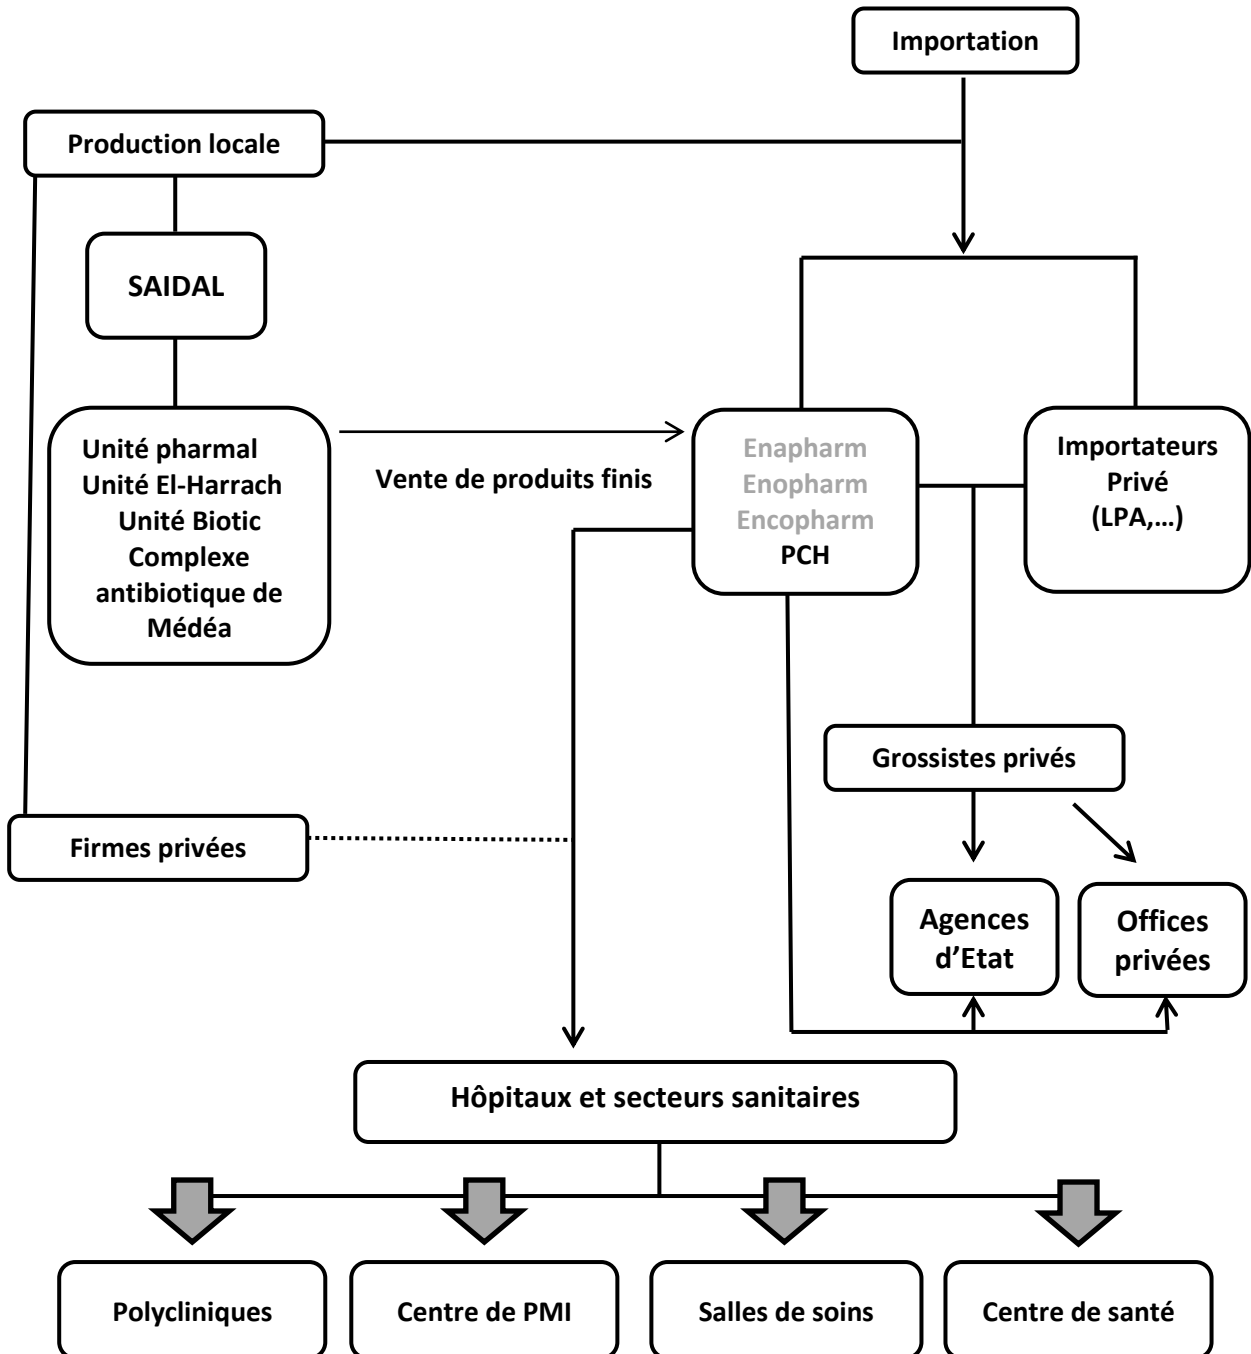 Importation
Production locale
SAIDAL
Unité pharmal
Unité El-Harrach
Unité Biotic
Complexe
antibiotique de
Médéa
Vente de produits finis
Enapharm
Enopharm
Encopharm
PCH
Importateurs
Privé
(LPA,...)
Grossistes privés
Firmes privées
Agences
d’Etat
Offices
privées
Hôpitaux et secteurs sanitaires
Polycliniques
Centre de PMI
Salles de soins
Centre de santé